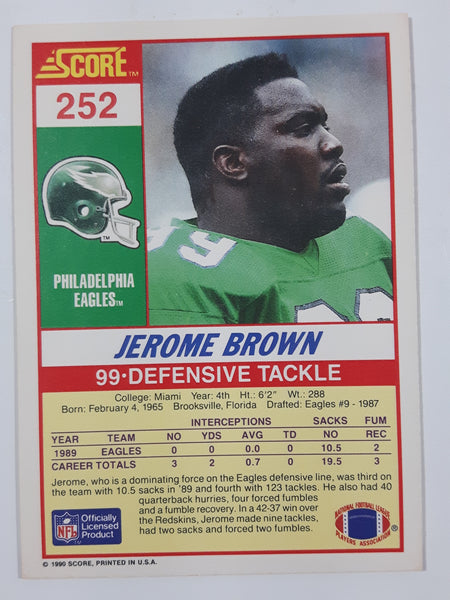 SCORE™
252
PHILADELPHIA
EAGLES™
JEROME BROWN
99·DEFENSIVE TACKLE
College: Miami Year: 4th Ht.: 6'2" Wt.: 288
Born: February 4, 1965 Brooksville, Florida Drafted: Eagles #9 - 1987
INTERCEPTIONS SACKS FUM
YEAR TEAM NO YDS AVG TD NO REC
1989 EAGLES 0 0 0.0 0 10.5 2
CAREER TOTALS 3 2 0.7 0 19.5 3
Jerome, who is a dominating force on the Eagles defensive line, was third on
the team with 10.5 sacks in '89 and fourth with 123 tackles. He also had 40
quarterback hurries, four forced fumbles
and a fumble recovery. In a 42-37 win over
the Redskins, Jerome made nine tackles,
had two sacks and forced two fumbles.
NFL
Officially
Licensed
Product
NATIONAL FOOTBALL LEAGUE
PLAYERS ASSOCIATION
®
© 1990 SCORE, PRINTED IN U.S.A.